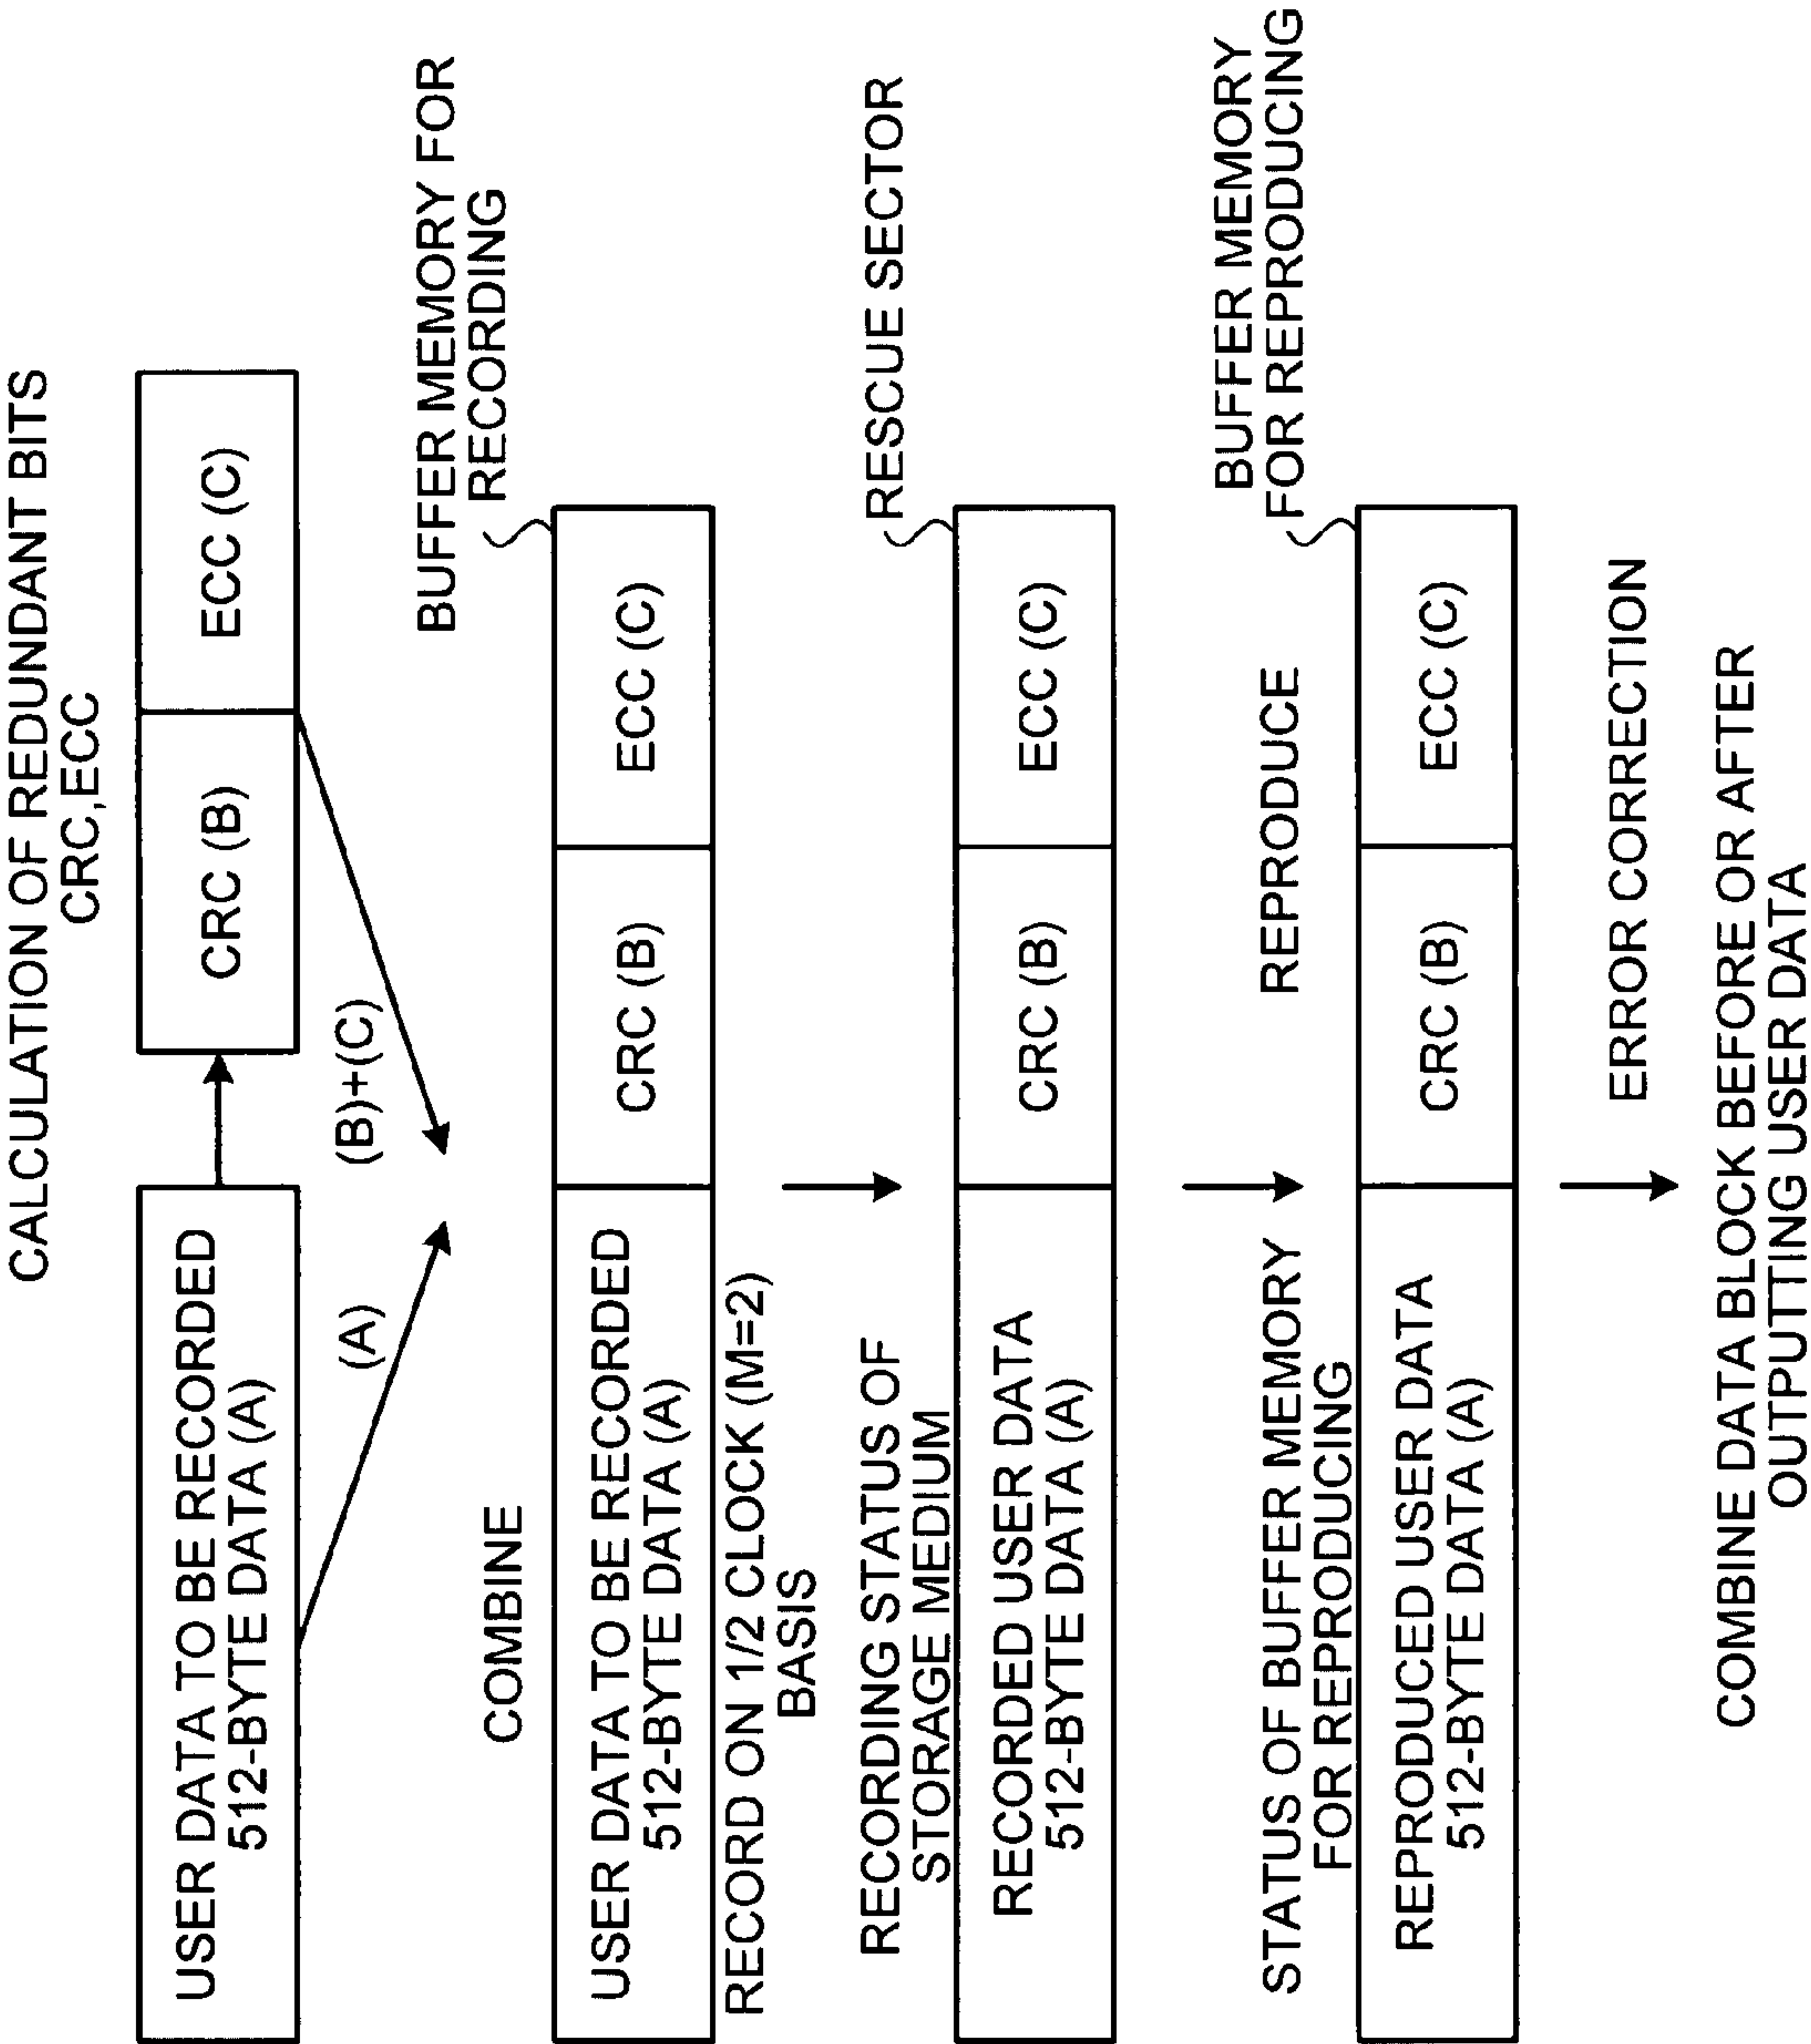 CALCULATION OF REDUNDANT BITS
CRC,ECC
USER DATA TO BE RECORDED
512-BYTE DATA (A)
CRC (B)
ECC (C)
(A)
(B)+(C)
COMBINE
BUFFER MEMORY FOR
RECORDING
USER DATA TO BE RECORDED
512-BYTE DATA (A)
CRC (B)
ECC (C)
RECORD ON 1/2 CLOCK (M=2)
BASIS
RECORDING STATUS OF
STORAGE MEDIUM
RESCUE SECTOR
RECORDED USER DATA
512-BYTE DATA (A)
CRC (B)
ECC (C)
STATUS OF BUFFER MEMORY
FOR REPRODUCING
REPRODUCE
BUFFER MEMORY
FOR REPRODUCING
REPRODUCED USER DATA
512-BYTE DATA (A)
CRC (B)
ECC (C)
ERROR CORRECTION
COMBINE DATA BLOCK BEFORE OR AFTER
OUTPUTTING USER DATA